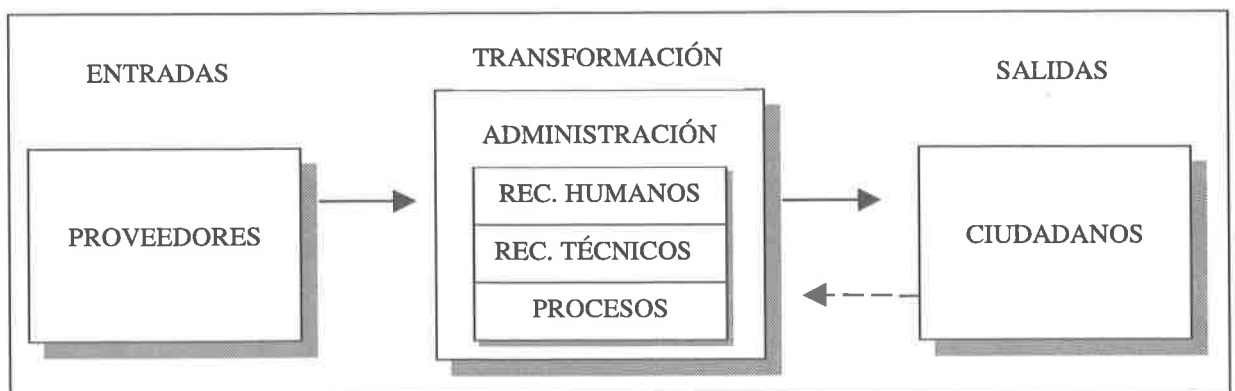 ENTRADAS
TRANSFORMACIÓN
SALIDAS
PROVEEDORES
ADMINISTRACIÓN
REC. HUMANOS
REC. TÉCNICOS
PROCESOS
CIUDADANOS